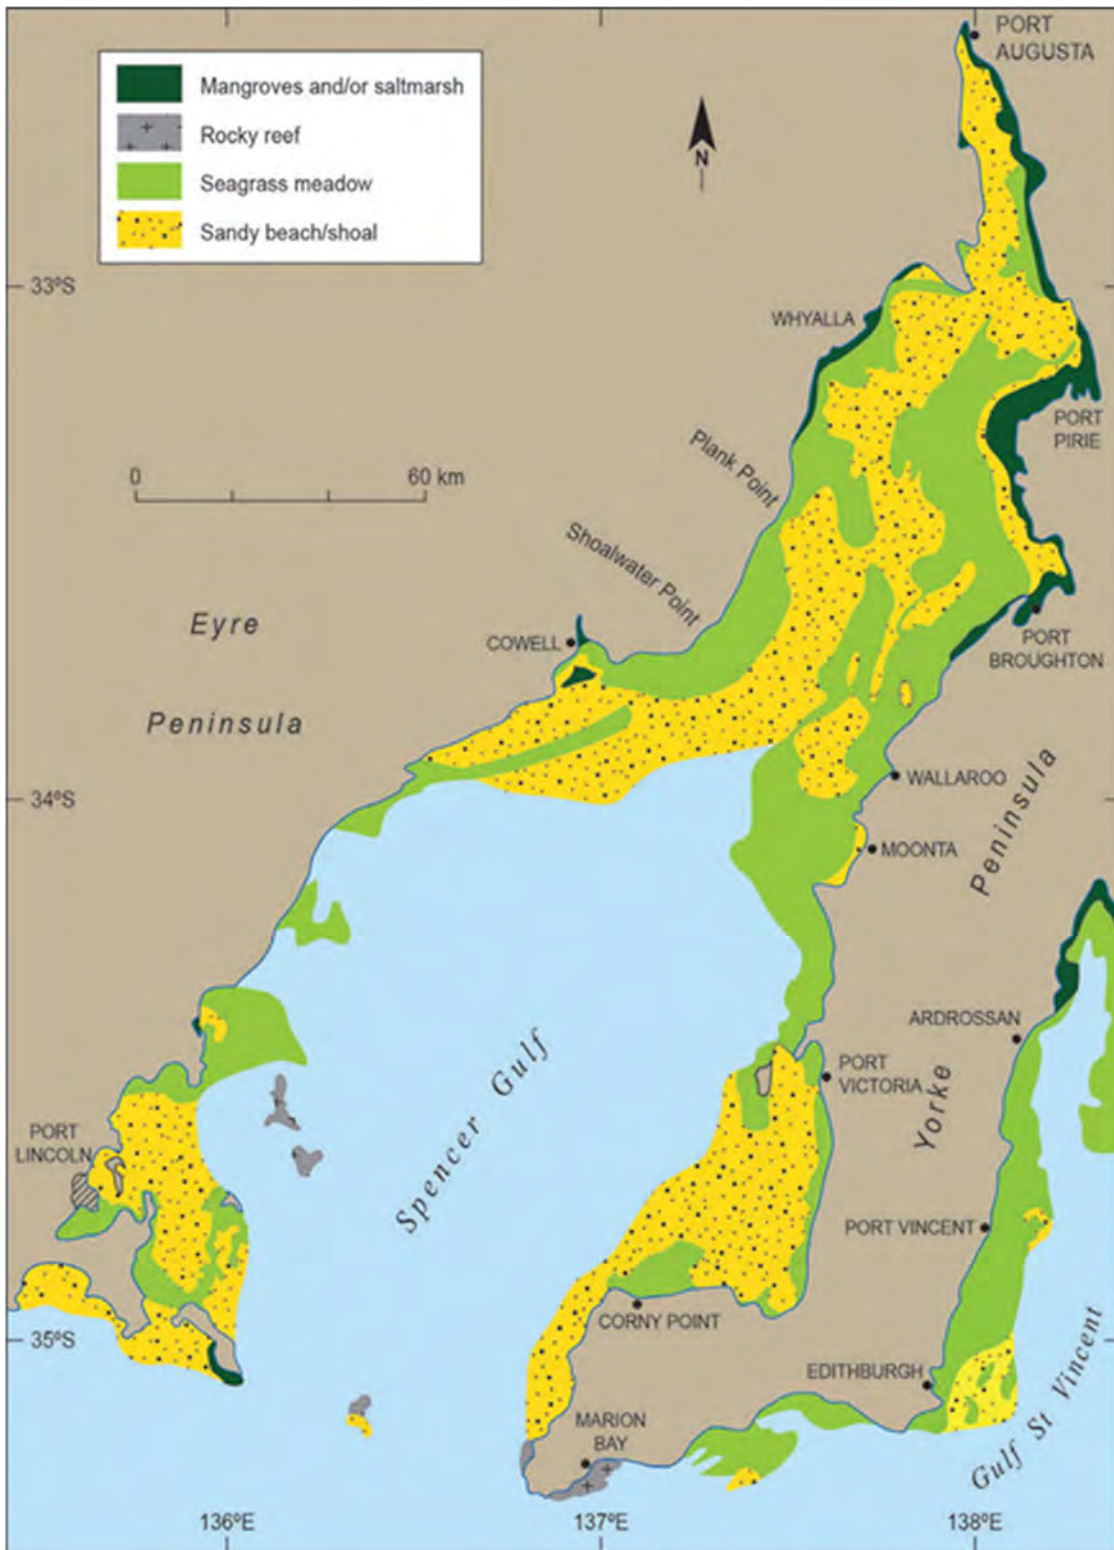 PORT
AUGUSTA
Mangroves and/or saltmarsh
Rocky reef
Seagrass meadow
Sandy beach/shoal
N
33ºS
WHYALLA
PORT
PIRIE
0 60 km
Plank Point
Shoalwater Point
Eyre
Peninsula
COWELL
PORT
BROUGHTON
34ºS
WALLAROO
MOONTA
Peninsula
Yorke
ARDROSSAN
Spencer Gulf
PORT
VICTORIA
PORT
LINCOLN
PORT VINCENT
CORNY POINT
35ºS
EDITHBURGH
Gulf St Vincent
MARION
BAY
136ºE
137ºE
138ºE